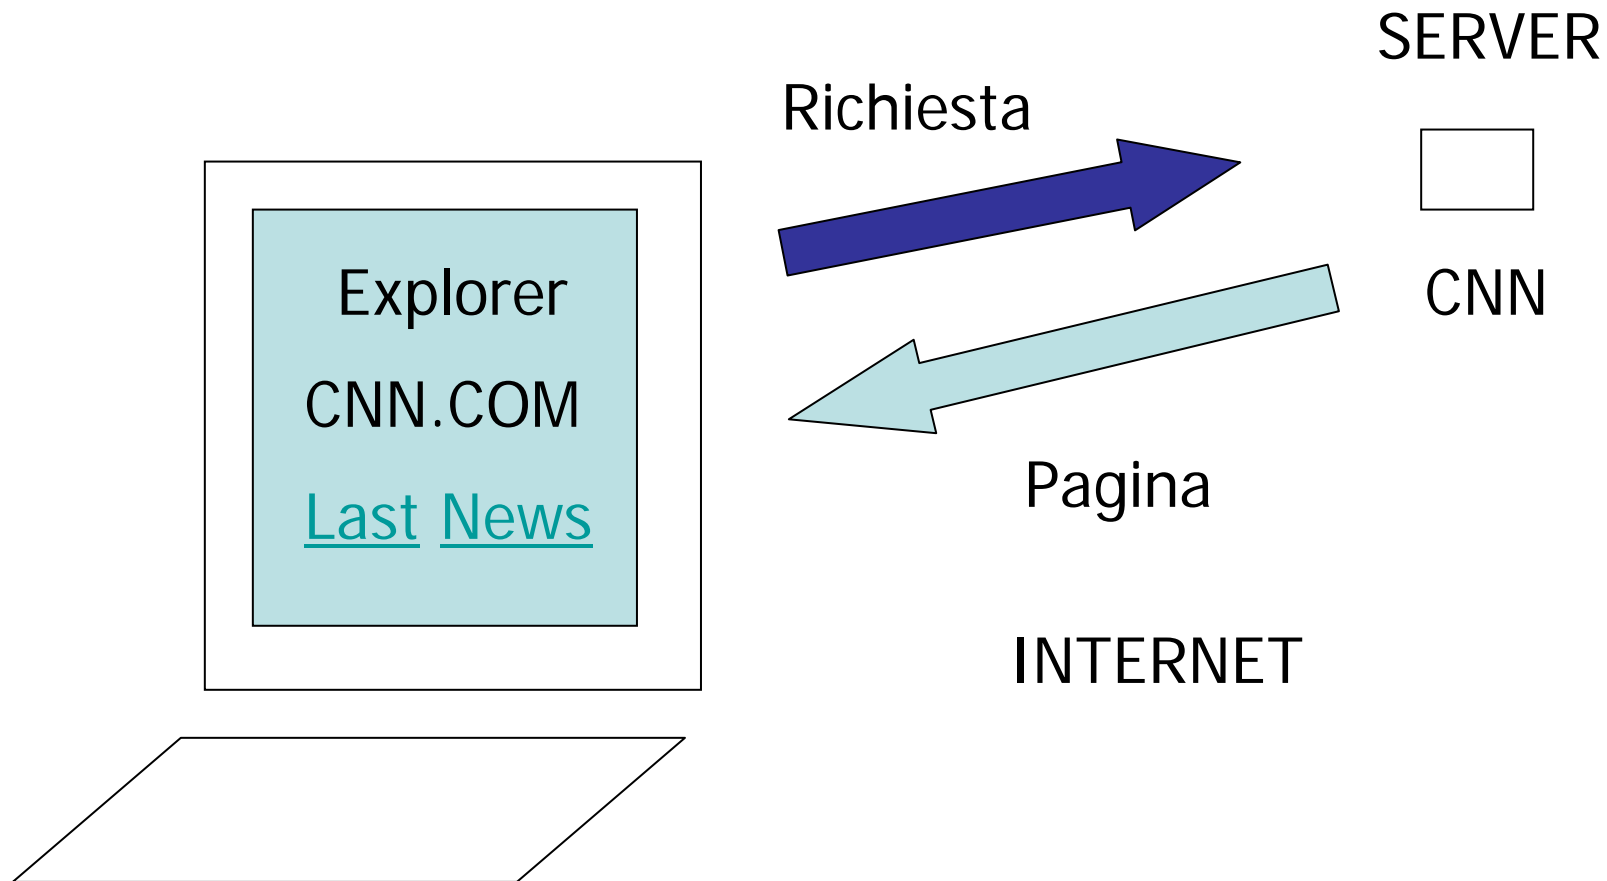 SERVER
Richiesta
Explorer
CNN
CNN.COM
Pagina
Last News
INTERNET